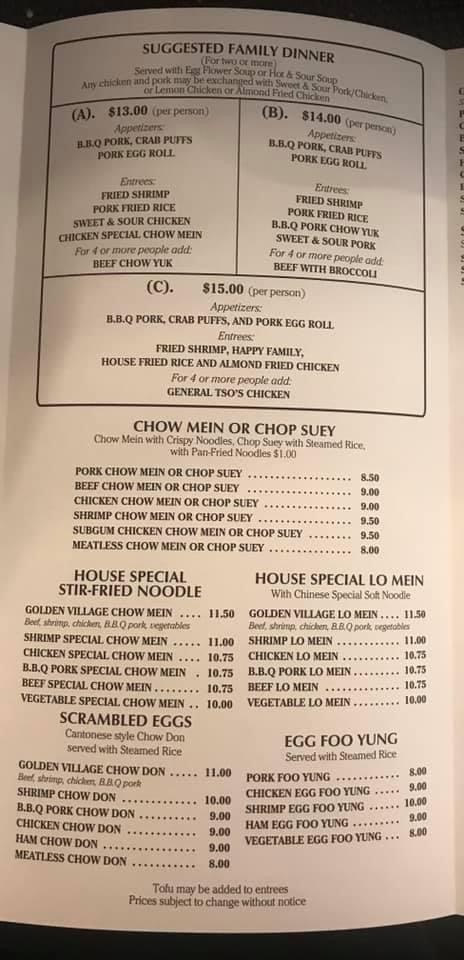 SUGGESTED FAMILY DINNER
(For two or more)
Served with Egg Flower Soup or Hot & Sour Soup
Any chicken and pork may be exchanged with Sweet & Sour Pork/Chicken,
or Lemon Chicken or Almond Fried Chicken
(A). $13.00 (per person)
Appetizers:
B.B.Q PORK, CRAB PUFFS
PORK EGG ROLL
Entrees:
FRIED SHRIMP
PORK FRIED RICE
SWEET & SOUR CHICKEN
CHICKEN SPECIAL CHOW MEIN
For 4 or more people add:
BEEF CHOW YUK
(B). $14.00 (per person)
Appetizers:
B.B.Q PORK, CRAB PUFFS
PORK EGG ROLL
Entrees:
FRIED SHRIMP
PORK FRIED RICE
B.B.Q PORK CHOW YUK
SWEET & SOUR PORK
For 4 or more people add:
BEEF WITH BROCCOLI
(C). $15.00 (per person)
Appetizers:
B.B.Q PORK, CRAB PUFFS, AND PORK EGG ROLL
Entrees:
FRIED SHRIMP, HAPPY FAMILY,
HOUSE FRIED RICE AND ALMOND FRIED CHICKEN
For 4 or more people add:
GENERAL TSO'S CHICKEN
CHOW MEIN OR CHOP SUEY
Chow Mein with Crispy Noodles, Chop Suey with Steamed Rice,
with Pan-Fried Noodles $1.00
PORK CHOW MEIN OR CHOP SUEY .................. 8.50
BEEF CHOW MEIN OR CHOP SUEY .................. 9.00
CHICKEN CHOW MEIN OR CHOP SUEY ............... 9.00
SHRIMP CHOW MEIN OR CHOP SUEY ................ 9.50
SUBGUM CHICKEN CHOW MEIN OR CHOP SUEY ........ 9.50
MEATLESS CHOW MEIN OR CHOP SUEY .............. 8.00
HOUSE SPECIAL
STIR-FRIED NOODLE
GOLDEN VILLAGE CHOW MEIN .... 11.50
Beef, shrimp, chicken, B.B.Q pork, vegetables
SHRIMP SPECIAL CHOW MEIN ..... 11.00
CHICKEN SPECIAL CHOW MEIN .... 10.75
B.B.Q PORK SPECIAL CHOW MEIN . 10.75
BEEF SPECIAL CHOW MEIN ........ 10.75
VEGETABLE SPECIAL CHOW MEIN .. 10.00
HOUSE SPECIAL LO MEIN
With Chinese Special Soft Noodle
GOLDEN VILLAGE LO MEIN .... 11.50
Beef, shrimp, chicken, B.B.Q pork, vegetables
SHRIMP LO MEIN ............ 11.00
CHICKEN LO MEIN ........... 10.75
B.B.Q PORK LO MEIN ........ 10.75
BEEF LO MEIN .............. 10.75
VEGETABLE LO MEIN ......... 10.00
SCRAMBLED EGGS
Cantonese style Chow Don
served with Steamed Rice
GOLDEN VILLAGE CHOW DON ..... 11.00
Beef, shrimp, chicken, B.B.Q pork
SHRIMP CHOW DON ............. 10.00
B.B.Q PORK CHOW DON ......... 9.00
CHICKEN CHOW DON ............ 9.00
HAM CHOW DON ................ 9.00
MEATLESS CHOW DON ........... 8.00
EGG FOO YUNG
Served with Steamed Rice
PORK FOO YUNG ............ 8.00
CHICKEN EGG FOO YUNG ..... 9.00
SHRIMP EGG FOO YUNG ...... 10.00
HAM EGG FOO YUNG ......... 9.00
VEGETABLE EGG FOO YUNG ... 8.00
Tofu may be added to entrees
Prices subject to change without notice